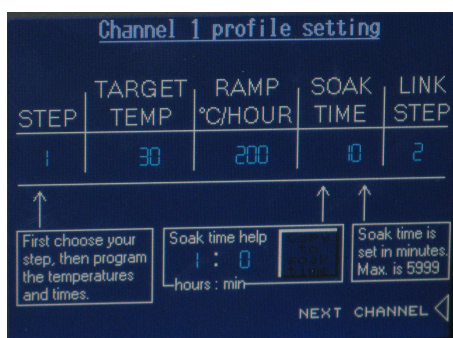 Channel 1 profile setting
TARGET RAMP SOAK LINK
STEP TEMP °C/HOUR TIME STEP
1 30 200 10 2
First choose your
step, then program
the temperatures
and times.
Soak time help
1 : 0
hours : min
Soak time is
set in minutes.
Max. is 5999
NEXT CHANNEL